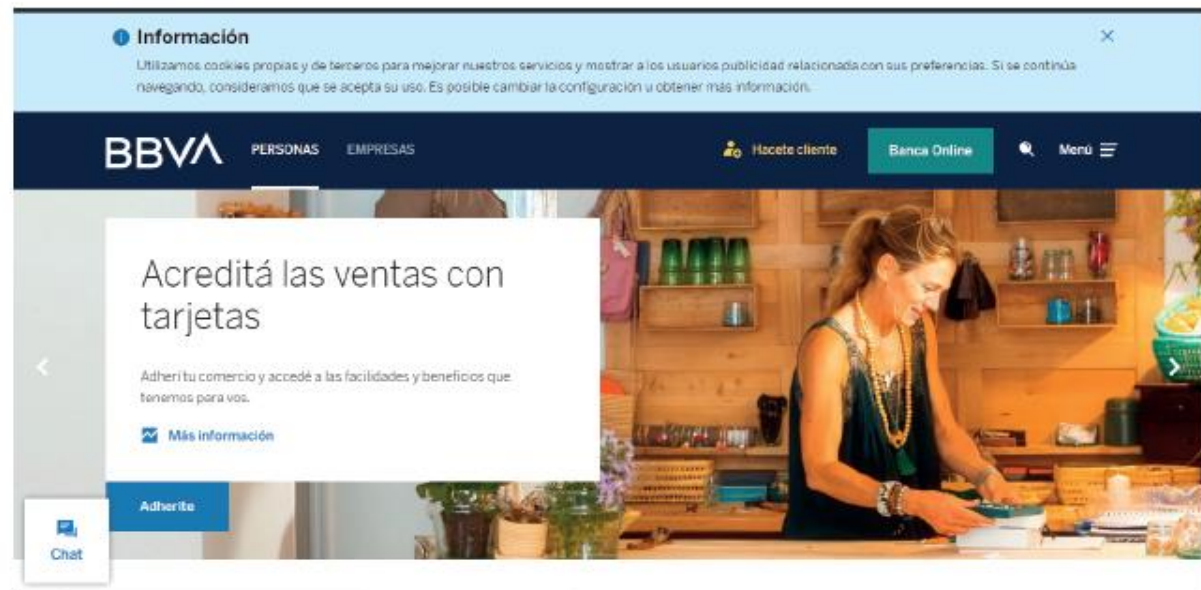 Información
Utilizamos cookies propias y de terceros para mejorar nuestros servicios y mostrar a los usuarios publicidad relacionada con sus preferencias. Si se continúa
navegando, consideramos que se acepta su uso. Es posible cambiar la configuración u obtener más información.
BBVA PERSONAS EMPRESAS Hacete cliente Banca Online Menú
Acreditá las ventas con
tarjetas
Adherí tu comercio y accedé a las facilidades y beneficios que
tenemos para vos.
Más información
Adherite
Chat